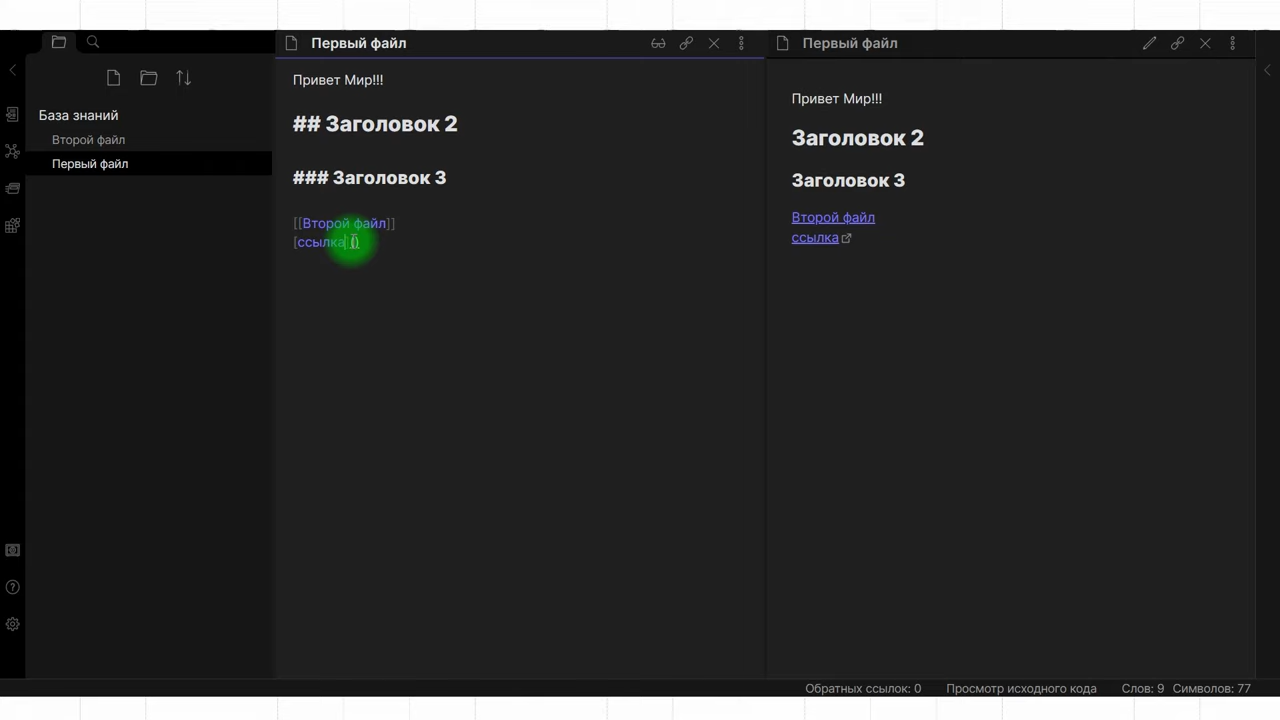 Первый файл
Первый файл
База знаний
Второй файл
Первый файл
Привет Мир!!!
## Заголовок 2
### Заголовок 3
[[Второй файл]]
[ссылка]()
Привет Мир!!!
Заголовок 2
Заголовок 3
Второй файл
ссылка
Обратных ссылок: 0 Просмотр исходного кода Слов: 9 Символов: 77